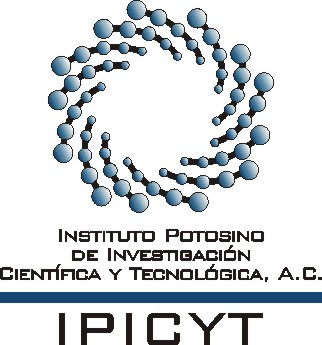 INSTITUTO POTOSINO
DE INVESTIGACIÓN
CIENTÍFICA Y TECNOLÓGICA, A.C.
IPICYT